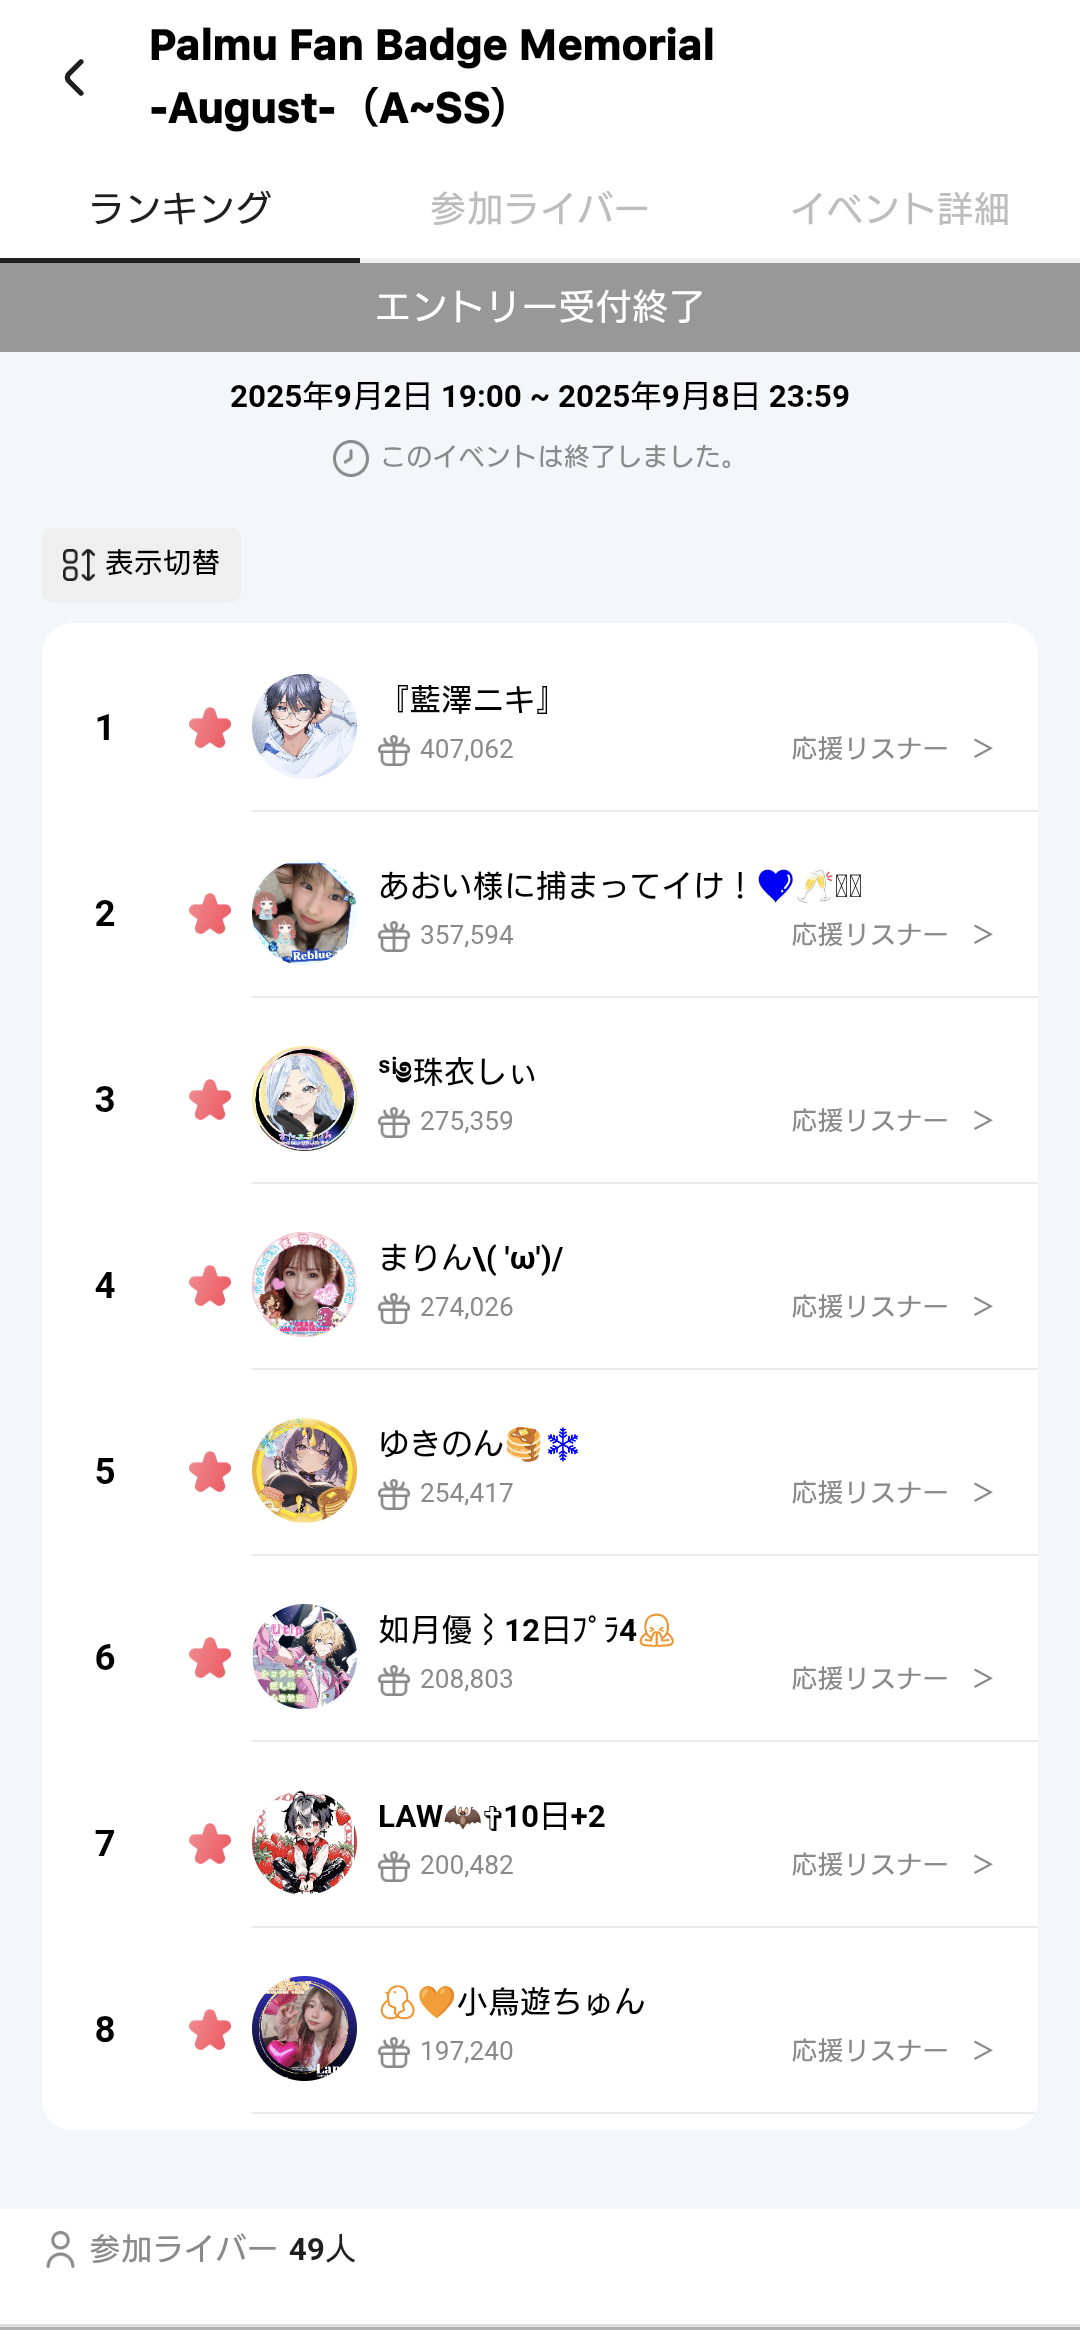 Palmu Fan Badge Memorial
-August-（A~SS）
ランキング
参加ライバー
イベント詳細
エントリー受付終了
2025年9月2日 19:00 ~ 2025年9月8日 23:59
このイベントは終了しました。
表示切替
1
『藍澤ニキ』
407,062
応援リスナー >
2
あおい様に捕まってイけ！💙🥂
357,594
応援リスナー >
Reblue
3
ˢⁱ༊珠衣しぃ
275,359
応援リスナー >
4
まりん\( 'ω')/
274,026
応援リスナー >
5
ゆきのん🥞❄
254,417
応援リスナー >
6
如月優⌇12日ﾌﾟﾗ4
208,803
応援リスナー >
Utip
7
LAW🦇✞10日+2
200,482
応援リスナー >
8
🧡小鳥遊ちゅん
197,240
応援リスナー >
参加ライバー 49人